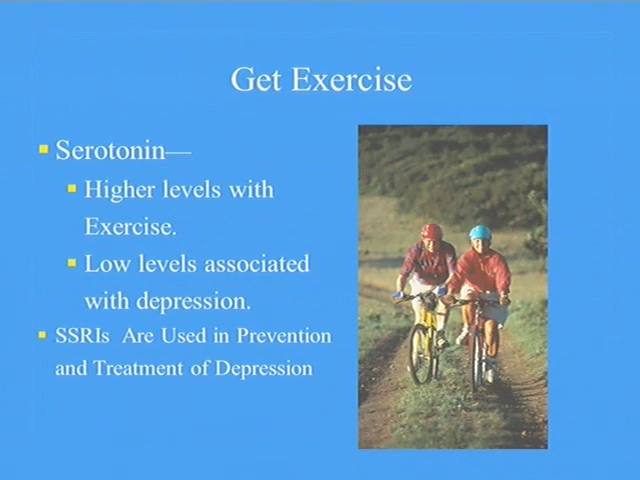 Get Exercise
Serotonin—
Higher levels with
Exercise.
Low levels associated
with depression.
SSRIs Are Used in Prevention
and Treatment of Depression